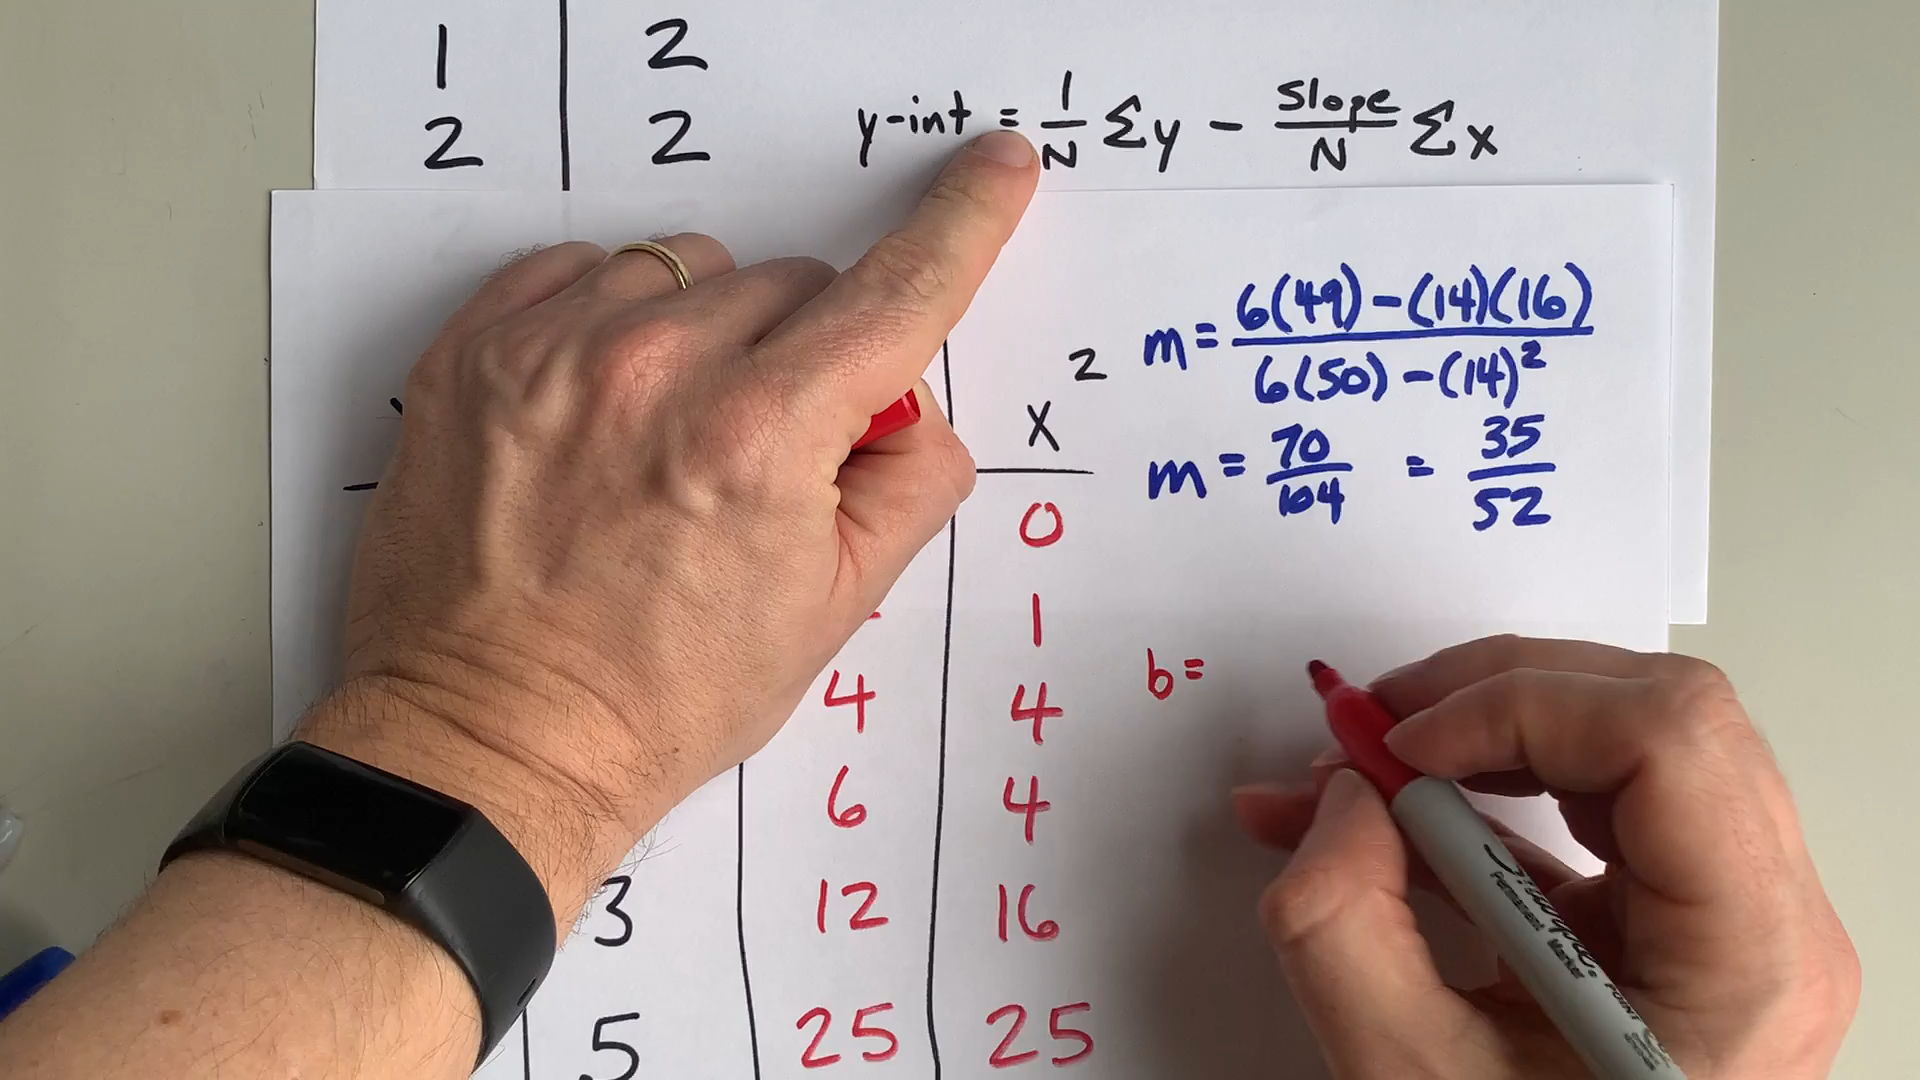 1 2
2 2
y-int = 1/N Σy - slope/N Σx
m = 6(49)-(14)(16) / 6(50)-(14)²
x²
m = 70/104 = 35/52
0
1
b=
4 4
6 4
3 12 16
5 25 25